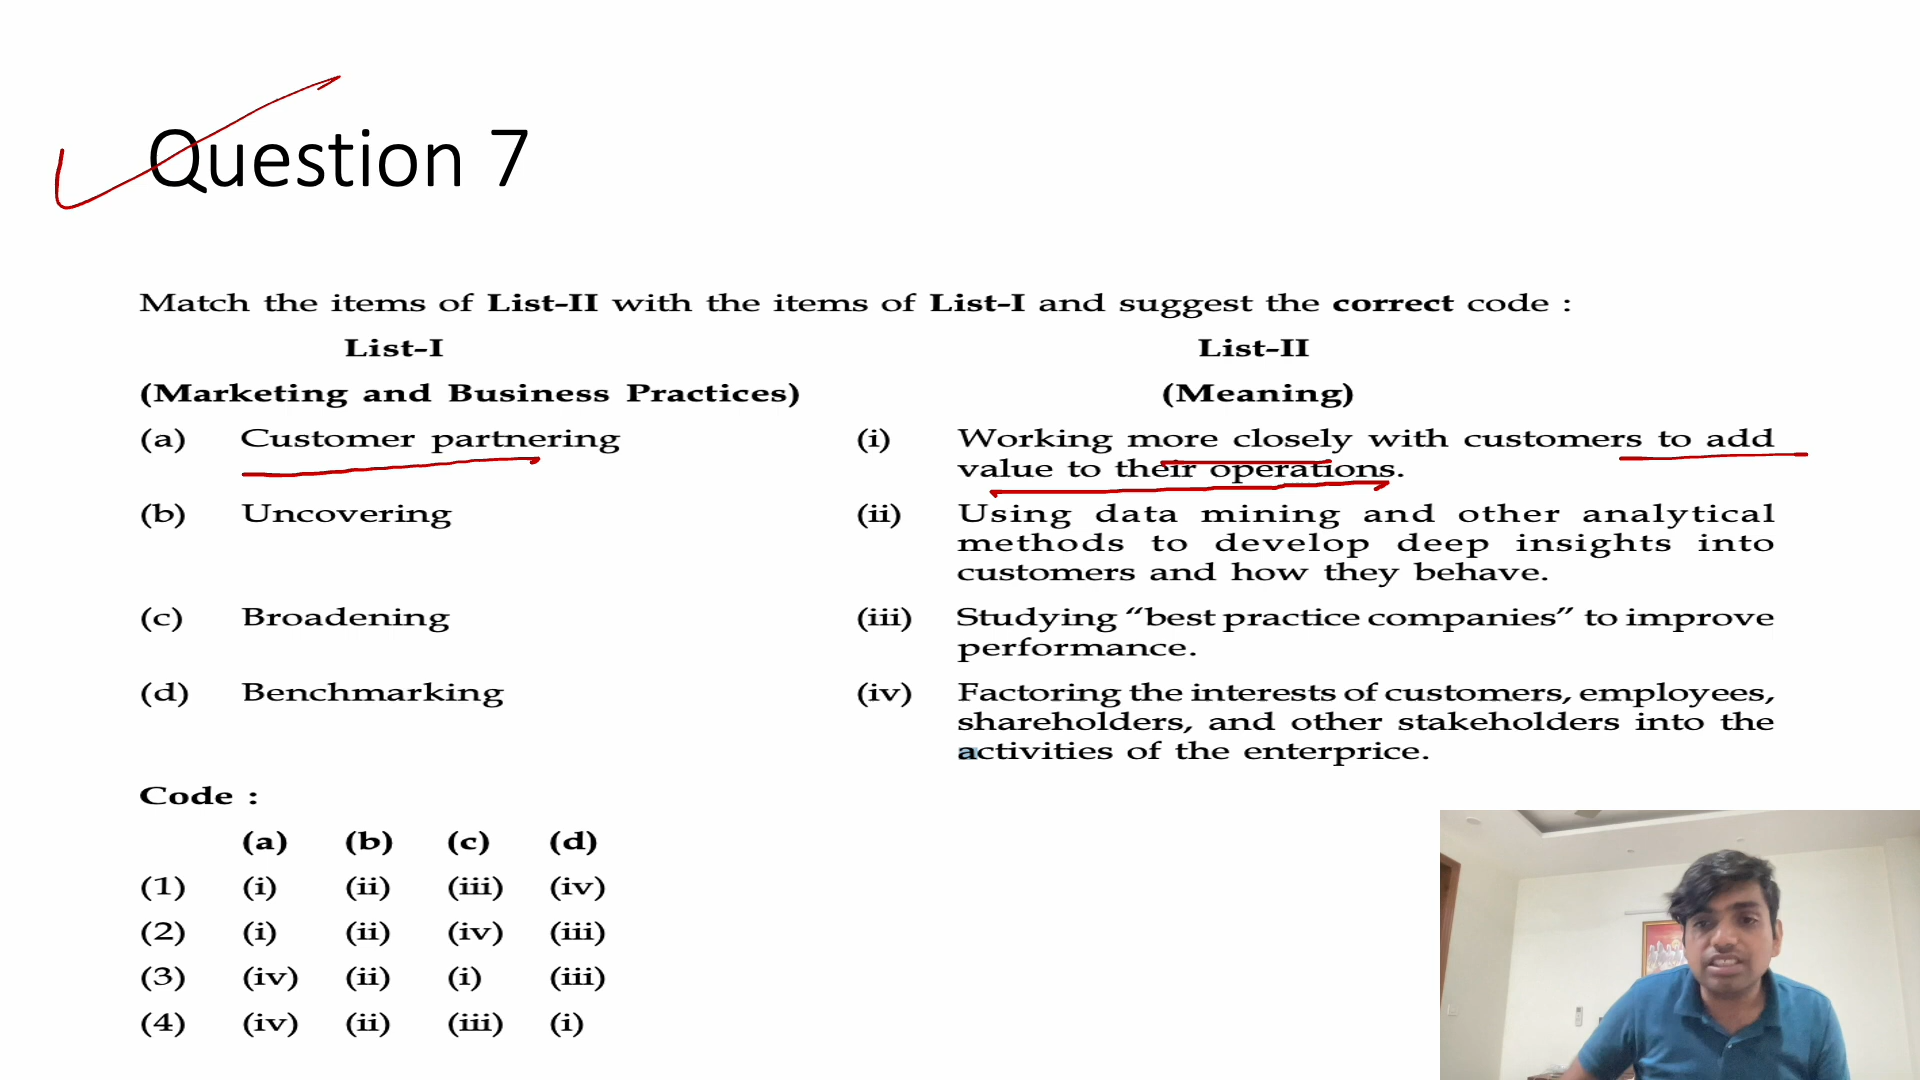 Question 7
Match the items of List-II with the items of List-I and suggest the correct code :
List-I List-II
(Marketing and Business Practices) (Meaning)
(a) Customer partnering (i) Working more closely with customers to add
value to their operations.
(b) Uncovering (ii) Using data mining and other analytical
methods to develop deep insights into
customers and how they behave.
(c) Broadening (iii) Studying “best practice companies” to improve
performance.
(d) Benchmarking (iv) Factoring the interests of customers, employees,
shareholders, and other stakeholders into the
activities of the enterprice.
Code :
(a) (b) (c) (d)
(1) (i) (ii) (iii) (iv)
(2) (i) (ii) (iv) (iii)
(3) (iv) (ii) (i) (iii)
(4) (iv) (ii) (iii) (i)